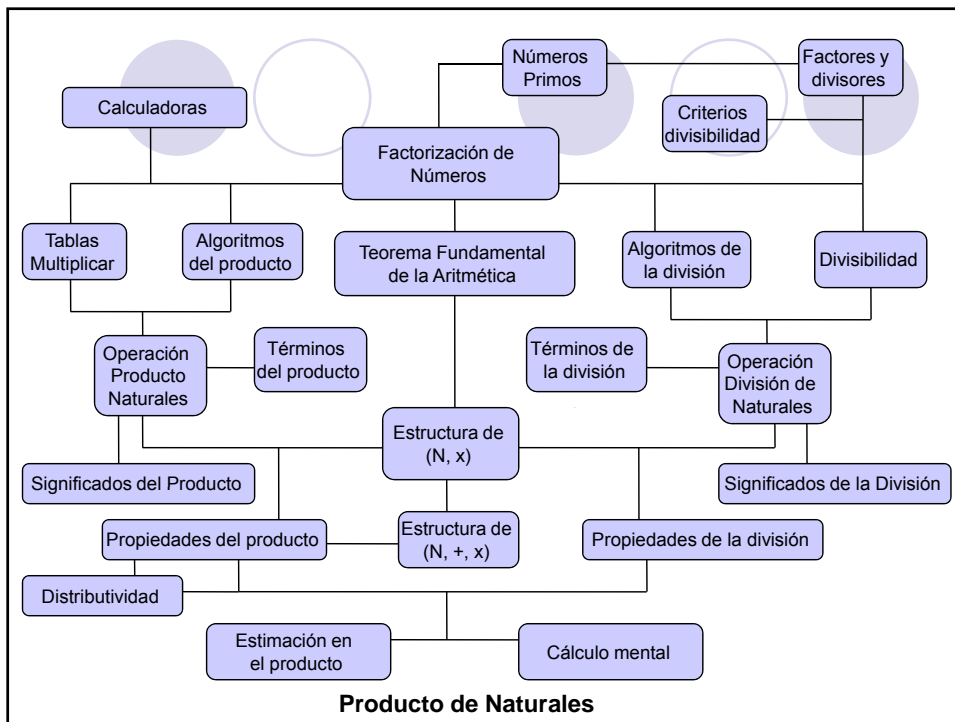 Números
Primos
Factores y
divisores
Calculadoras
Criterios
divisibilidad
Factorización de
Números
Tablas
Multiplicar
Algoritmos
del producto
Teorema Fundamental
de la Aritmética
Algoritmos de
la división
Divisibilidad
Operación
Producto
Naturales
Términos
del producto
Términos de
la división
Operación
División de
Naturales
Estructura de
(N, x)
Significados del Producto
Significados de la División
Propiedades del producto
Estructura de
(N, +, x)
Propiedades de la división
Distributividad
Estimación en
el producto
Cálculo mental
Producto de Naturales